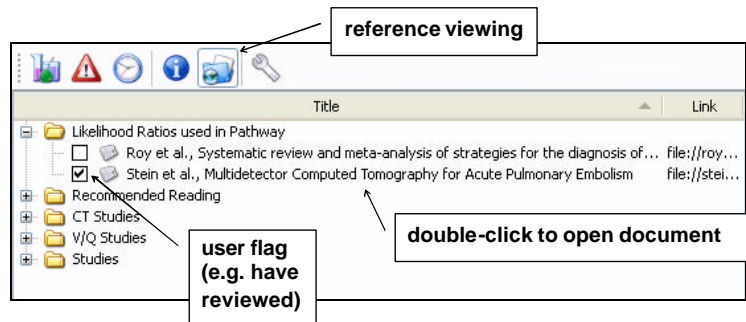 reference viewing
Title
Link
Likelihood Ratios used in Pathway
Roy et al., Systematic review and meta-analysis of strategies for the diagnosis of... file://roy...
Stein et al., Multidetector Computed Tomography for Acute Pulmonary Embolism file://stei...
Recommended Reading
CT Studies
V/Q Studies
Studies
user flag
(e.g. have
reviewed)
double-click to open document